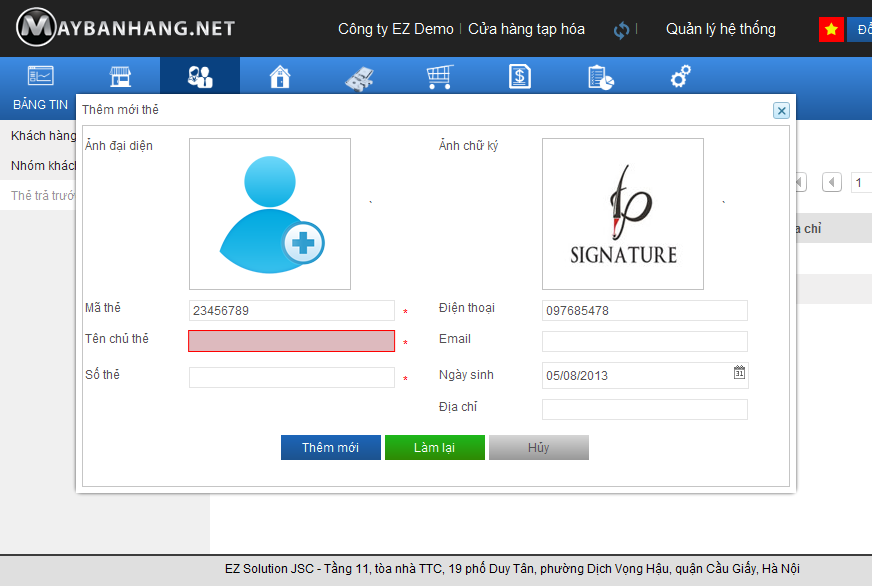 MAYBANHANG.NET
Công ty EZ Demo | Cửa hàng tạp hóa | Quản lý hệ thống
BẢNG TIN
Thêm mới thẻ
Khách hàng
Nhóm khách
Thẻ trả trước
Ảnh đại diện
Ảnh chữ ký
SIGNATURE
1
a chỉ
Mã thẻ 23456789 *
Điện thoại 097685478
Tên chủ thẻ *
Email
Số thẻ *
Ngày sinh 05/08/2013 31
Địa chỉ
Thêm mới Làm lại Hủy
EZ Solution JSC - Tầng 11, tòa nhà TTC, 19 phố Duy Tân, phường Dịch Vọng Hậu, quận Cầu Giấy, Hà Nội